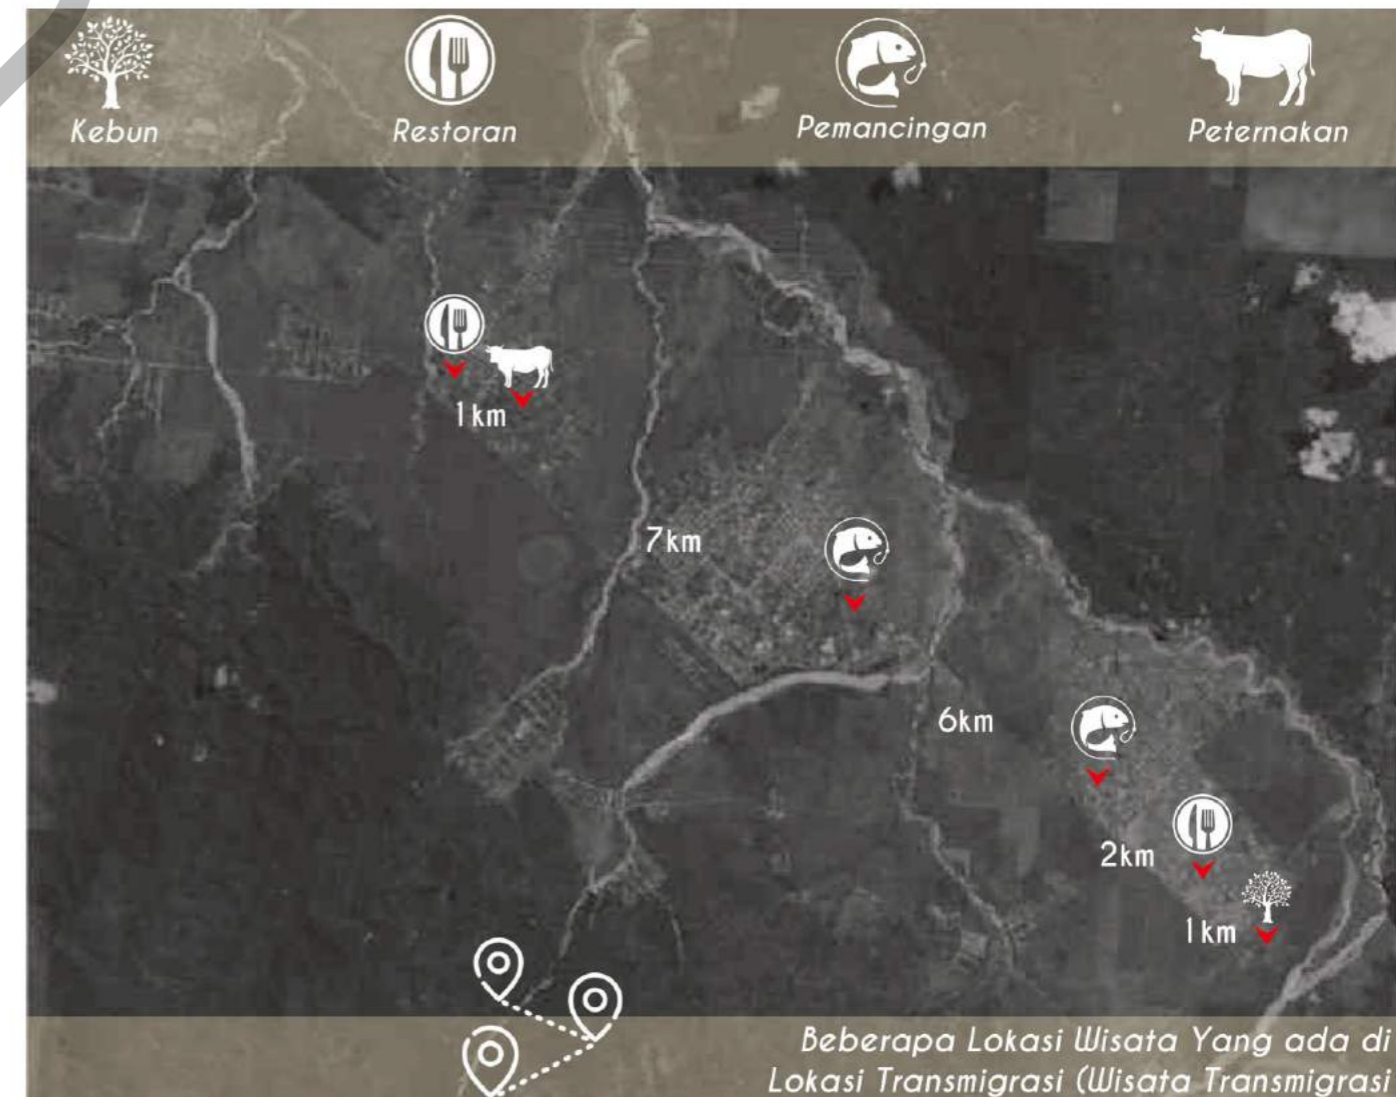 Kebun
Restoran
Pemancingan
Peternakan
1km
7km
6km
2km
1km
Beberapa Lokasi Wisata Yang ada di
Lokasi Transmigrasi (Wisata Transmigrasi